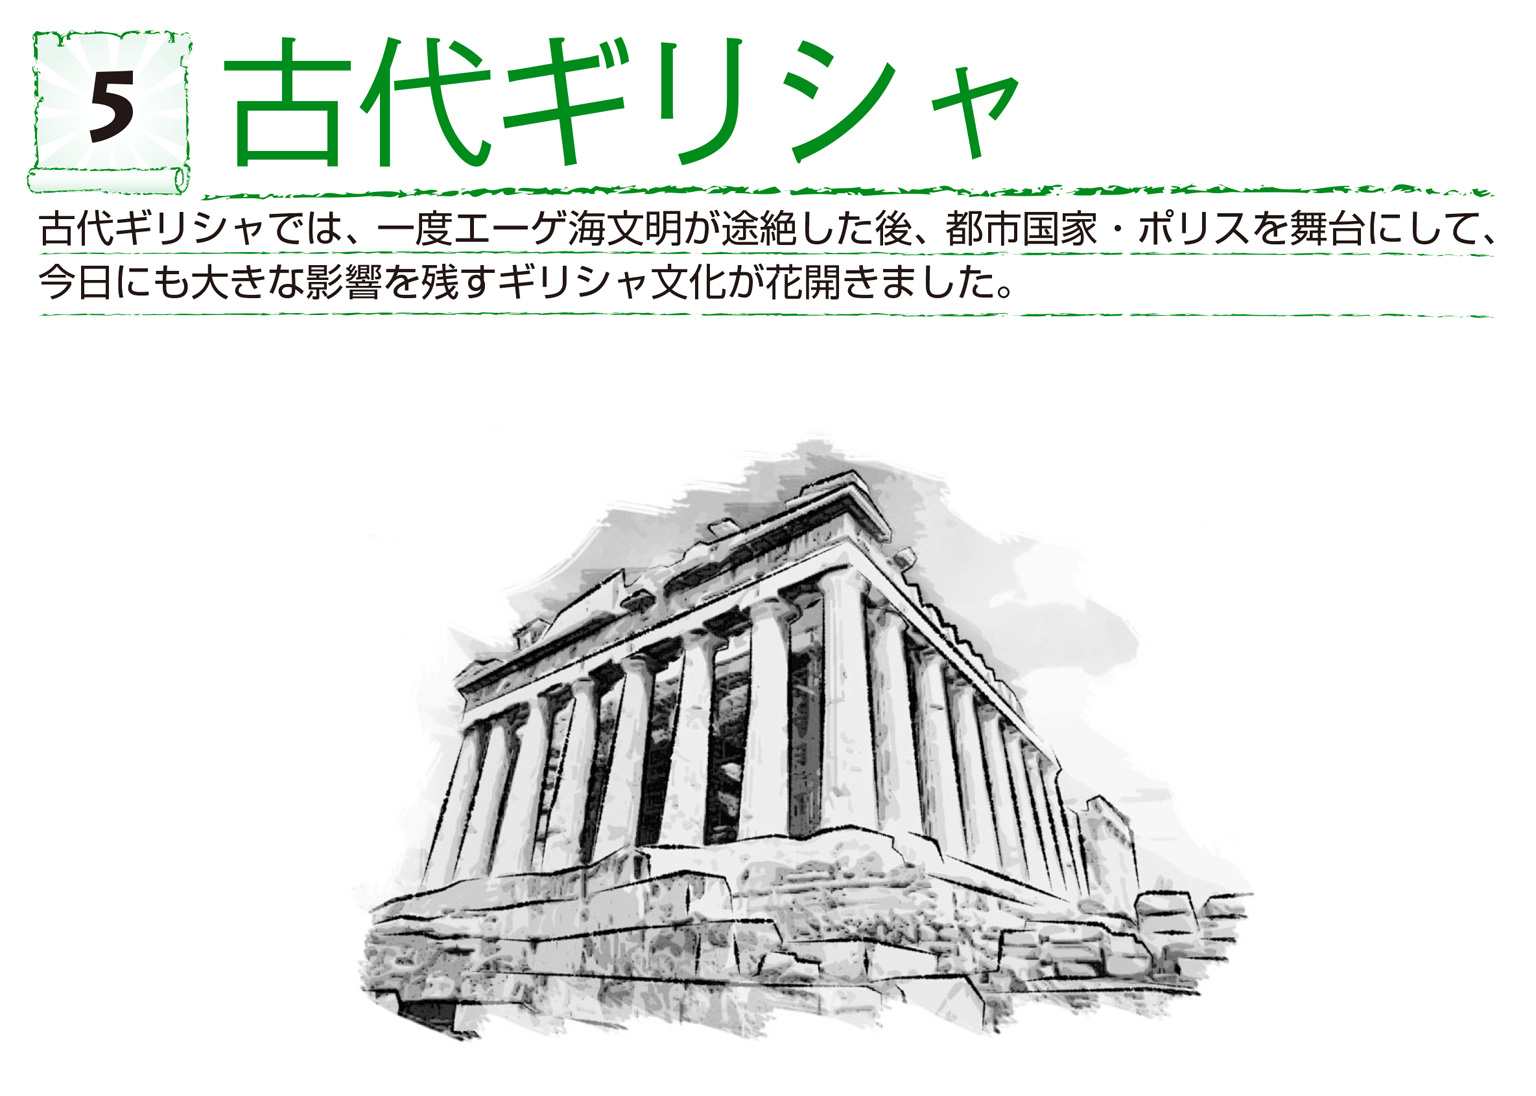 5
古代ギリシャ
古代ギリシャでは、一度エーゲ海文明が途絶した後、都市国家・ポリスを舞台にして、
今日にも大きな影響を残すギリシャ文化が花開きました。